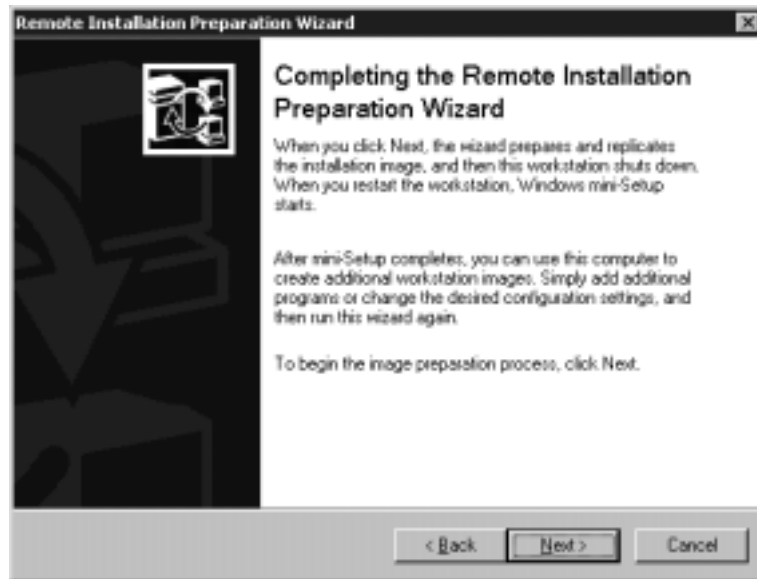 Remote Installation Preparation Wizard
Completing the Remote Installation
Preparation Wizard
When you click Next, the wizard prepares and replicates
the installation image, and then this workstation shuts down.
When you restart the workstation, Windows mini-Setup
starts.
After mini-Setup completes, you can use this computer to
create additional workstation images. Simply add additional
programs or change the desired configuration settings, and
then run this wizard again.
To begin the image preparation process, click Next.
< Back
Next >
Cancel